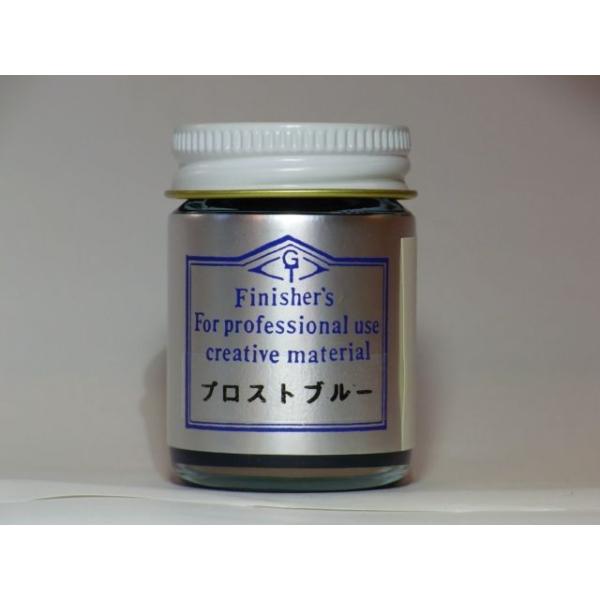 GT
Finisher's
For professional use
creative material
プロストブルー